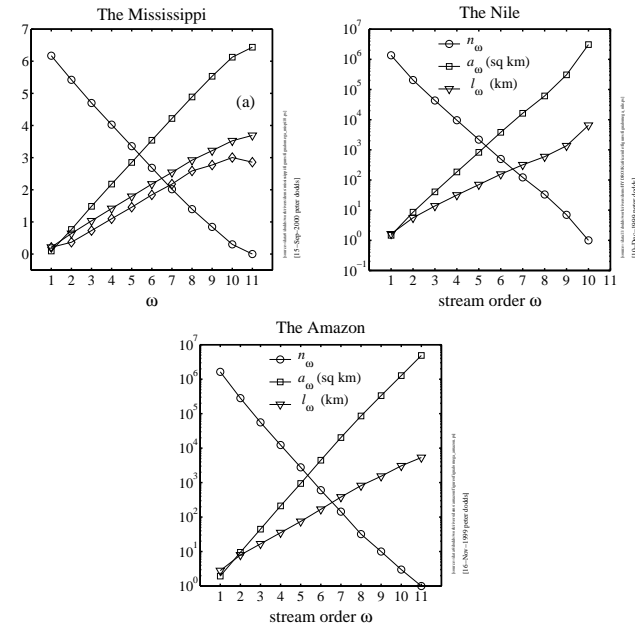 The Mississippi
7
6
5
4
3
2
1
0
(a)
1 2 3 4 5 6 7 8 9 10 11
ω
[15−Sep−2000 peter dodds]
The Nile
10^7
10^6
10^5
10^4
10^3
10^2
10^1
10^0
10^−1
n_ω
a_ω (sq km)
l_ω (km)
1 2 3 4 5 6 7 8 9 10 11
stream order ω
[10−Dec−1999 peter dodds]
The Amazon
10^7
10^6
10^5
10^4
10^3
10^2
10^1
10^0
n_ω
a_ω (sq km)
l_ω (km)
1 2 3 4 5 6 7 8 9 10 11
stream order ω
[16−Nov−1999 peter dodds]